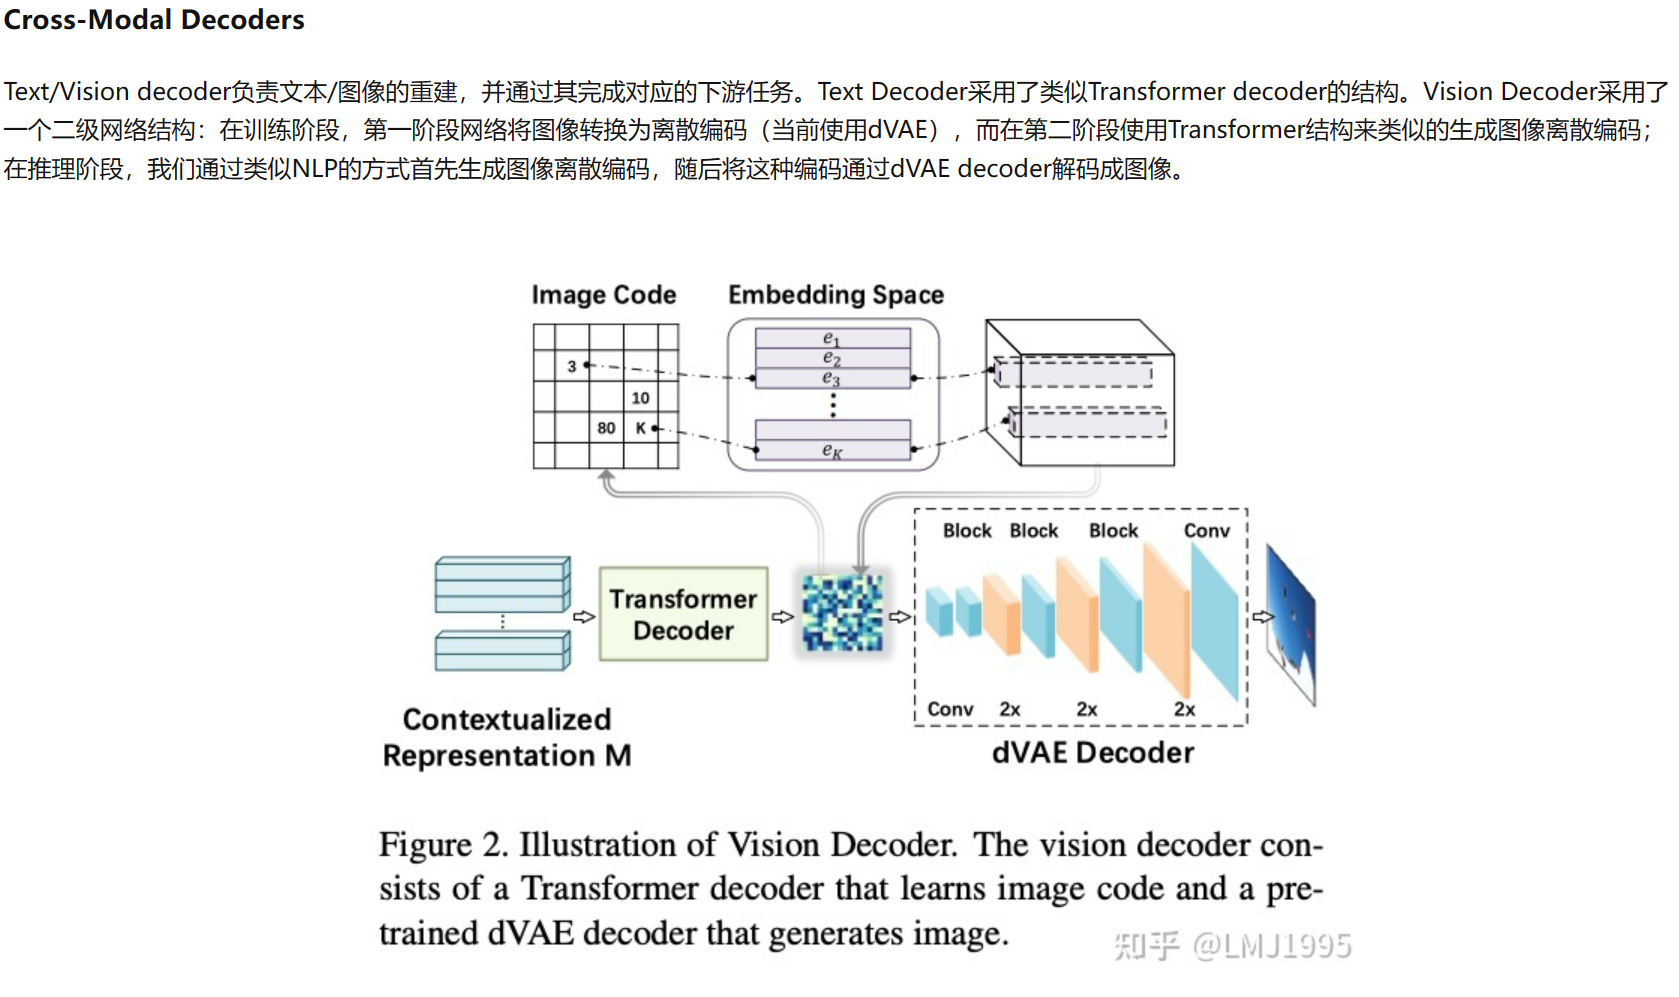 Cross-Modal Decoders
Text/Vision decoder负责文本/图像的重建，并通过其完成对应的下游任务。Text Decoder采用了类似Transformer decoder的结构。Vision Decoder采用了
一个二级网络结构：在训练阶段，第一阶段网络将图像转换为离散编码（当前使用dVAE），而在第二阶段使用Transformer结构来类似的生成图像离散编码；
在推理阶段，我们通过类似NLP的方式首先生成图像离散编码，随后将这种编码通过dVAE decoder解码成图像。
Image Code
Embedding Space
3
10
80
K
e1
e2
e3
eK
Block
Block
Block
Conv
Transformer
Decoder
Conv
2x
2x
2x
Contextualized
Representation M
dVAE Decoder
Figure 2. Illustration of Vision Decoder. The vision decoder con-
sists of a Transformer decoder that learns image code and a pre-
trained dVAE decoder that generates image.
知乎 @LMJ1995